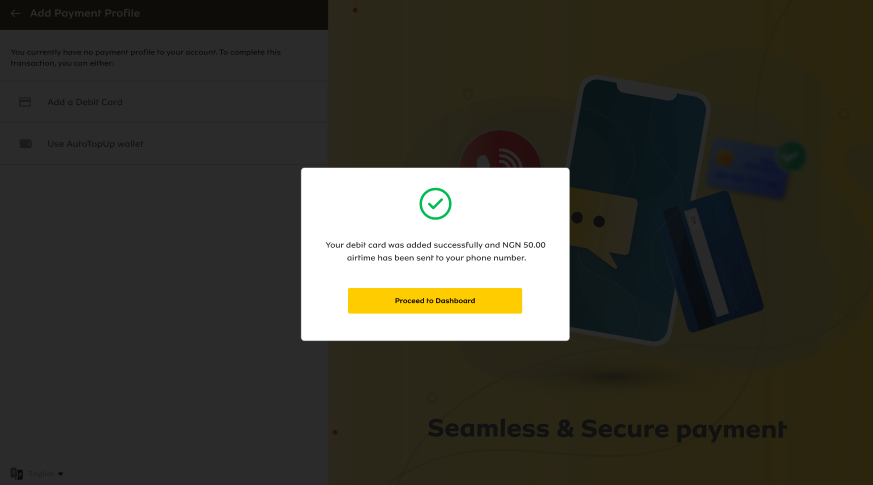 Add Payment Profile
You currently have no payment profile to your account. To complete this
transaction, you can either:
Add a Debit Card
Use AutoTopUp wallet
Your debit card was added successfully and NGN 50.00
airtime has been sent to your phone number.
Proceed to Dashboard
Seamless & Secure payment
English